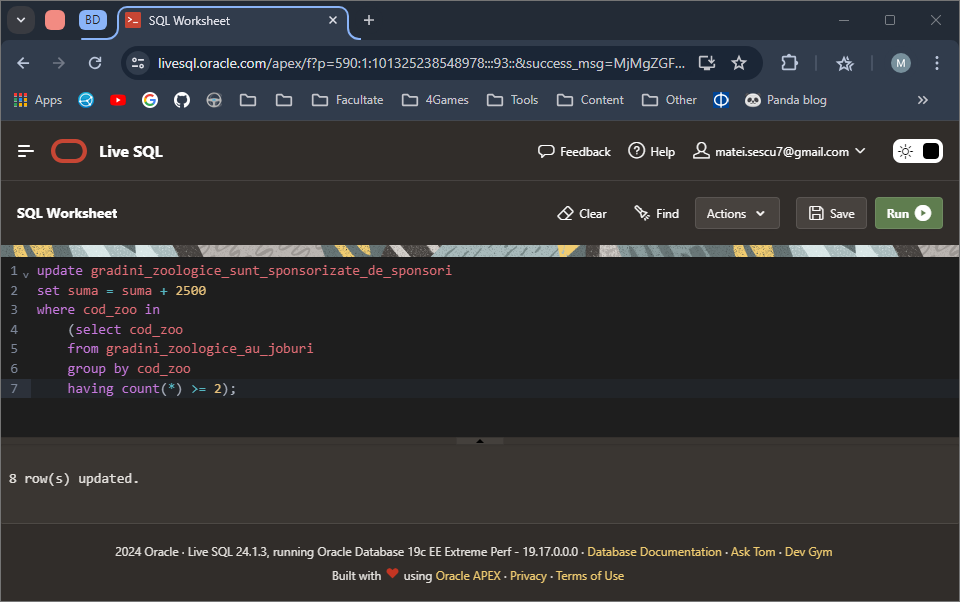 BD
SQL Worksheet
livesql.oracle.com/apex/f?p=590:1:101325238548978:::93::&success_msg=MjMgZGF...
M
Apps
Facultate
4Games
Tools
Content
Other
Panda blog
Live SQL
Feedback
Help
matei.sescu7@gmail.com
SQL Worksheet
Clear
Find
Actions
Save
Run
1 update gradini_zoologice_sunt_sponsorizate_de_sponsori
2 set suma = suma + 2500
3 where cod_zoo in
4 (select cod_zoo
5 from gradini_zoologice_au_joburi
6 group by cod_zoo
7 having count(*) >= 2);
8 row(s) updated.
2024 Oracle · Live SQL 24.1.3, running Oracle Database 19c EE Extreme Perf - 19.17.0.0.0 · Database Documentation · Ask Tom · Dev Gym
Built with ❤ using Oracle APEX · Privacy · Terms of Use